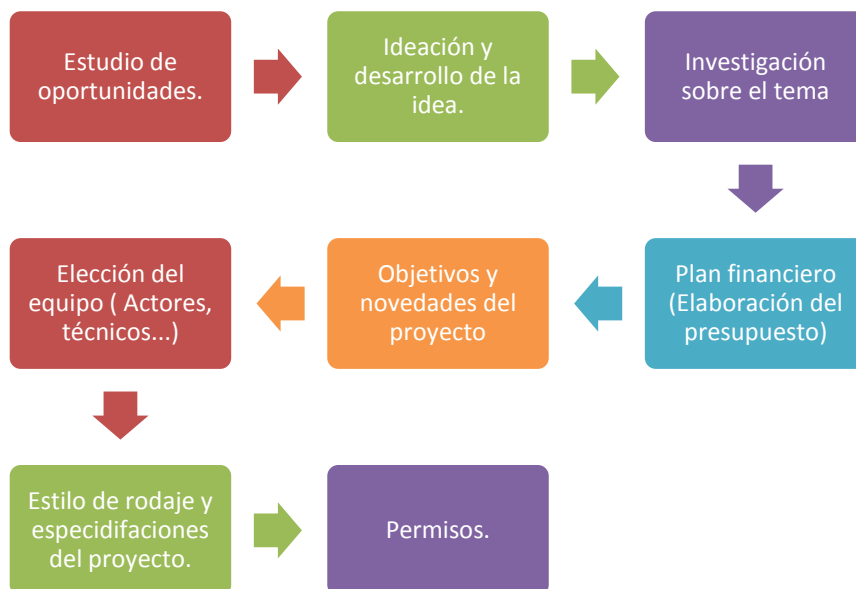 Estudio de
oportunidades.
Ideación y
desarrollo de la
idea.
Investigación
sobre el tema
Plan financiero
(Elaboración del
presupuesto)
Objetivos y
novedades del
proyecto
Elección del
equipo ( Actores,
técnicos...)
Estilo de rodaje y
especidifaciones
del proyecto.
Permisos.